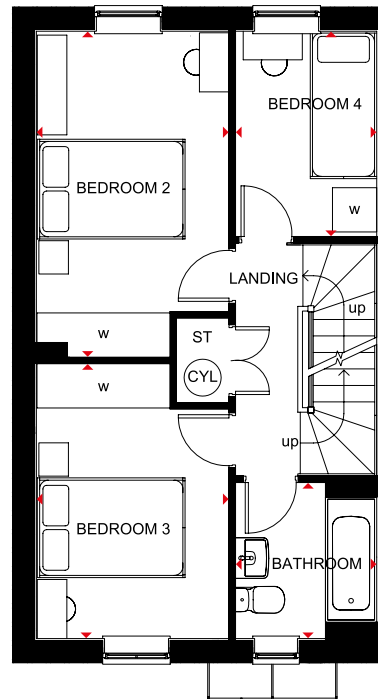 BEDROOM 4
BEDROOM 2
w
LANDING
up
w
ST
CYL
w
up
BEDROOM 3
BATHROOM